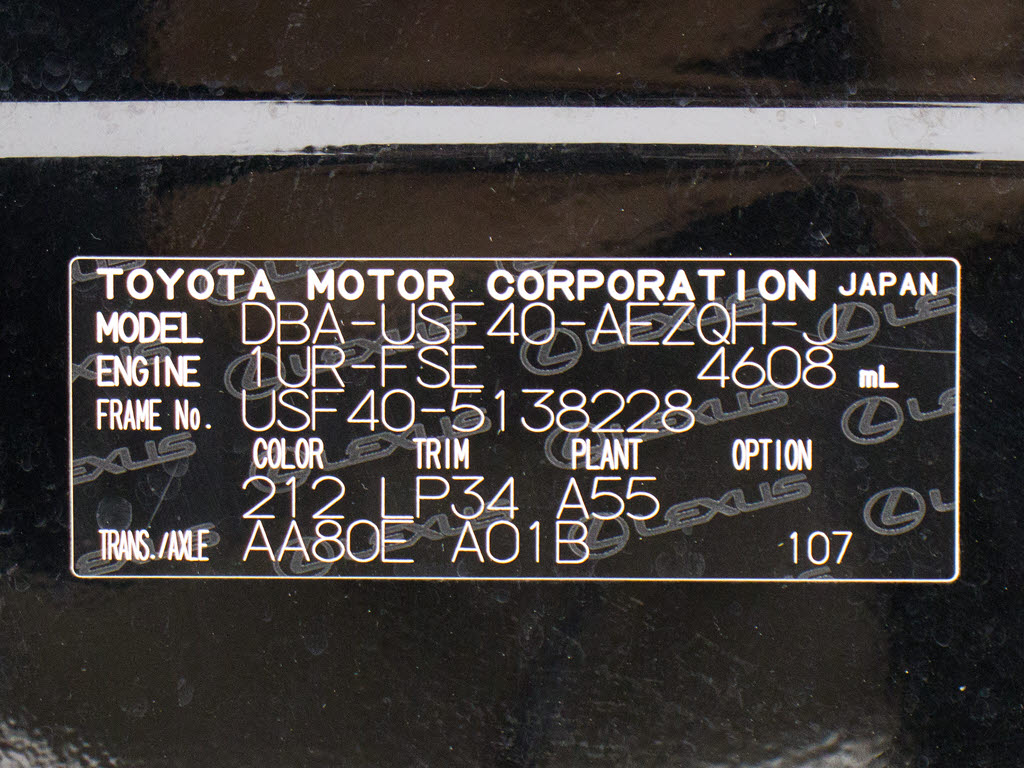 TOYOTA MOTOR CORPORATION JAPAN
MODEL DBA-USF40-AEZQH-J
ENGINE 1UR-FSE 4608 mL
FRAME No. USF40-5138228
COLOR TRIM PLANT OPTION
212 LP34 A55
TRANS./AXLE AA80E A01B 107